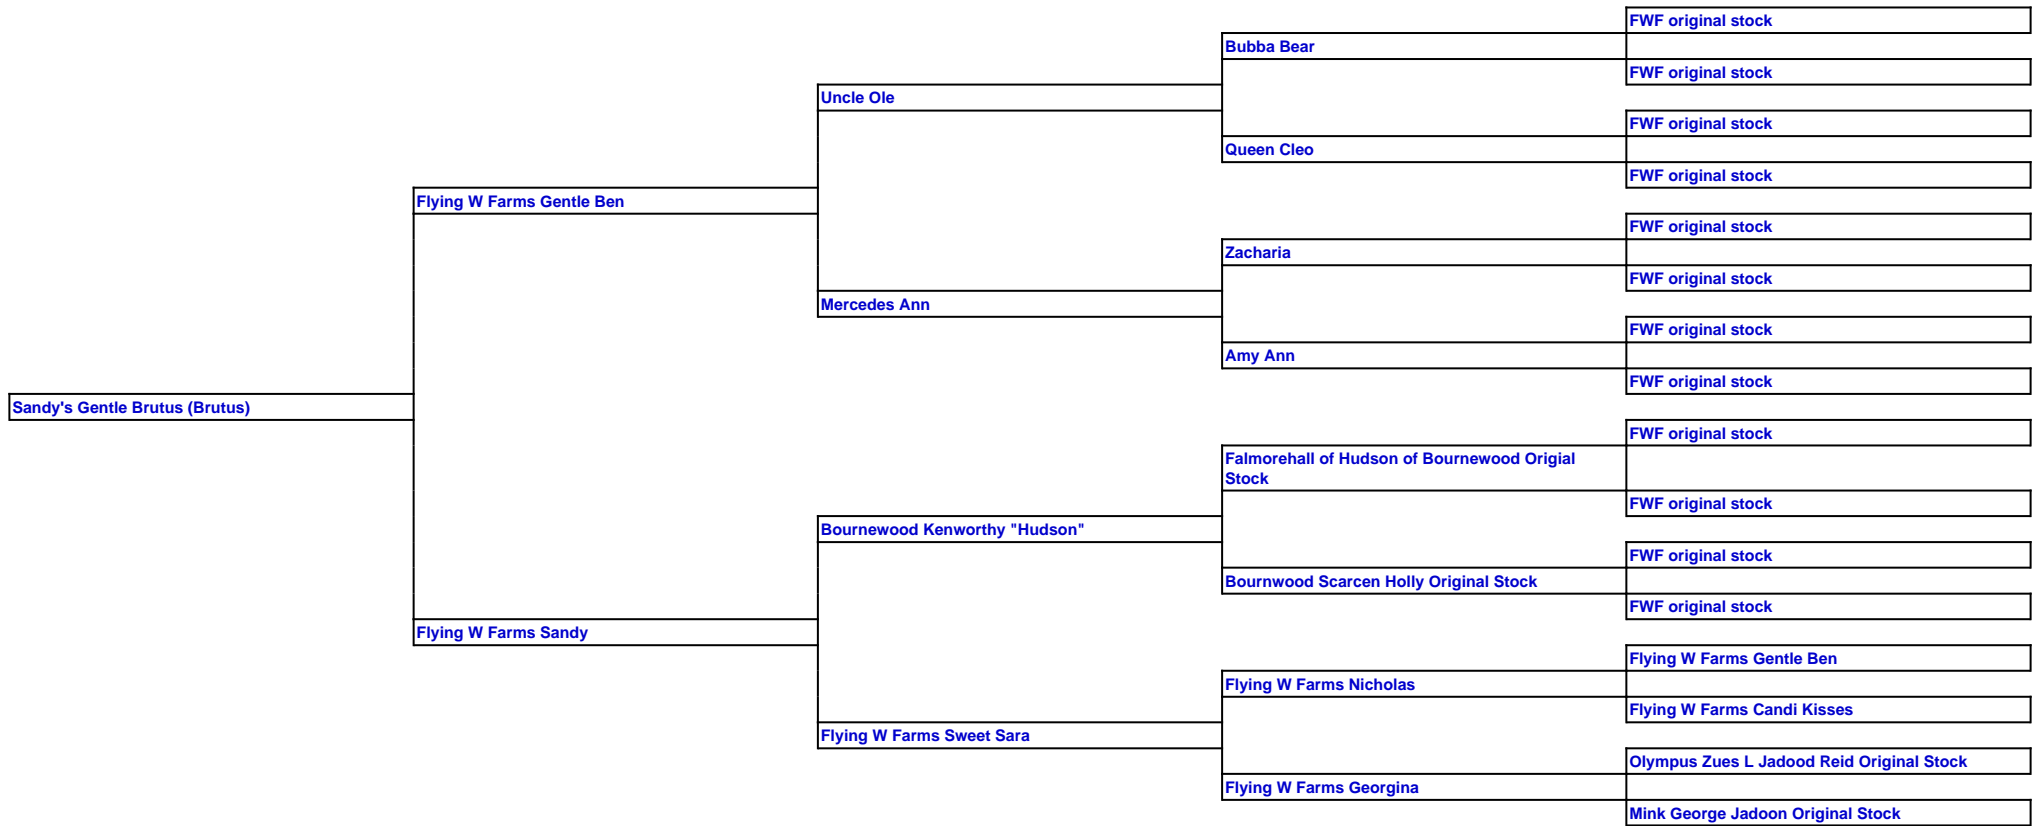 FWF original stock
Bubba Bear
FWF original stock
Uncle Ole
FWF original stock
Queen Cleo
FWF original stock
Flying W Farms Gentle Ben
FWF original stock
Zacharia
FWF original stock
Mercedes Ann
FWF original stock
Amy Ann
FWF original stock
Sandy's Gentle Brutus (Brutus)
FWF original stock
Falmorehall of Hudson of Bournewood Origial
Stock
FWF original stock
Bournewood Kenworthy "Hudson"
FWF original stock
Bournwood Scarcen Holly Original Stock
FWF original stock
Flying W Farms Sandy
Flying W Farms Gentle Ben
Flying W Farms Nicholas
Flying W Farms Candi Kisses
Flying W Farms Sweet Sara
Olympus Zues L Jadood Reid Original Stock
Flying W Farms Georgina
Mink George Jadoon Original Stock